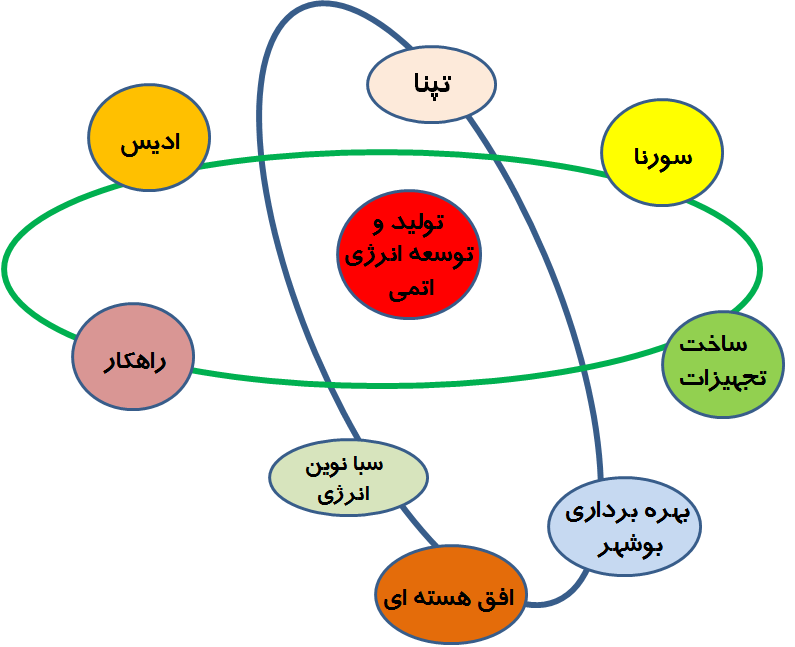 تپنا
ادیس
سورنا
تولید و
توسعه انرژی
اتمی
راهکار
ساخت
تجهیزات
سبا نوین
انرژی
بهره برداری
بوشهر
افق هسته ای